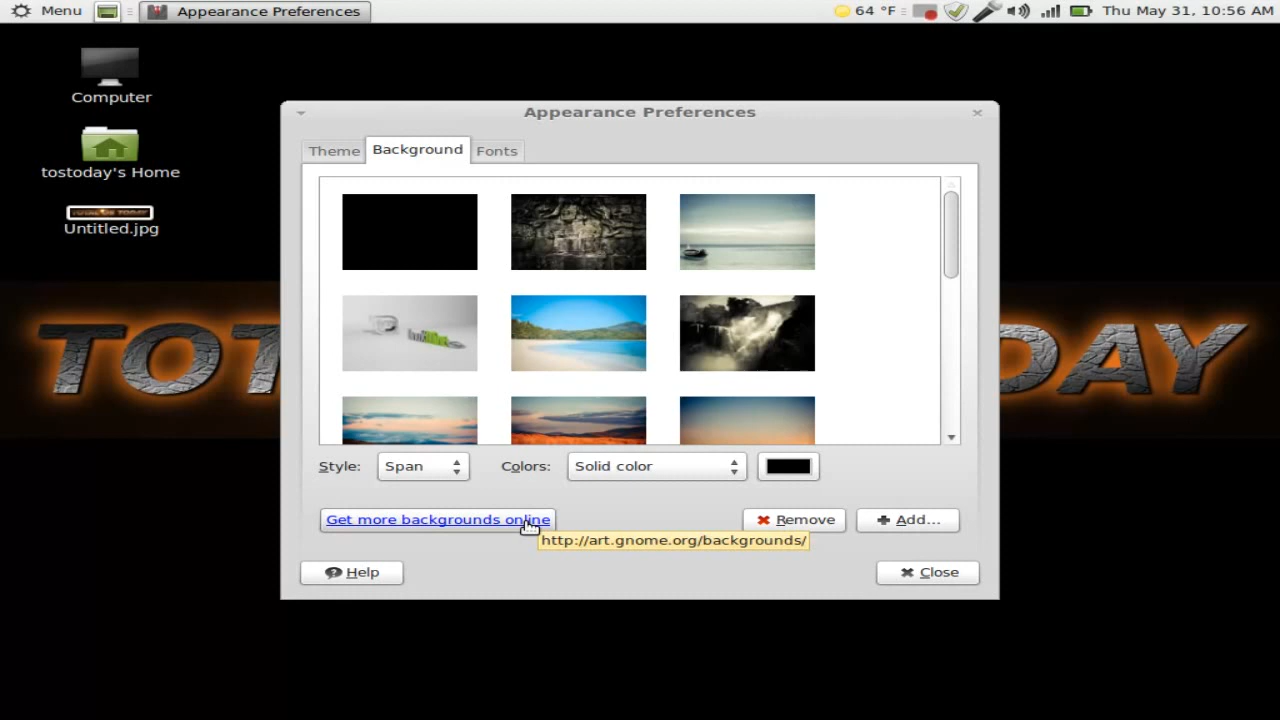 Menu
Appearance Preferences
64 °F
Thu May 31, 10:56 AM
Computer
tostoday's Home
Untitled.jpg
Appearance Preferences
Theme
Background
Fonts
Style:
Span
Colors:
Solid color
Get more backgrounds online
Remove
Add...
http://art.gnome.org/backgrounds/
Help
Close
TOT
DAY